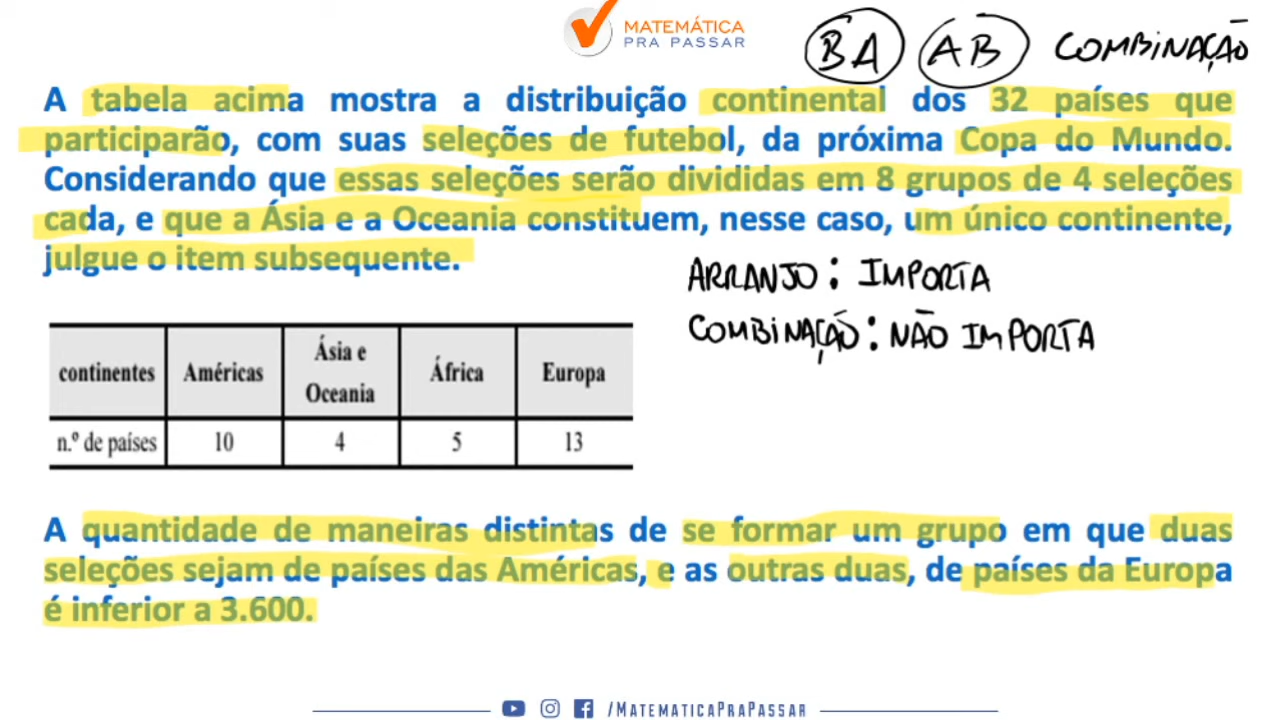 MATEMÁTICA
PRA PASSAR
BA AB COMBINAÇÃO
A tabela acima mostra a distribuição continental dos 32 países que
participarão, com suas seleções de futebol, da próxima Copa do Mundo.
Considerando que essas seleções serão divididas em 8 grupos de 4 seleções
cada, e que a Ásia e a Oceania constituem, nesse caso, um único continente,
julgue o item subsequente.
ARRANJO: IMPORTA
COMBINAÇÃO: NÃO IMPORTA
continentes Américas Ásia e Oceania África Europa
n.º de países 10 4 5 13
A quantidade de maneiras distintas de se formar um grupo em que duas
seleções sejam de países das Américas, e as outras duas, de países da Europa
é inferior a 3.600.
/MATEMATICAPRAPASSAR